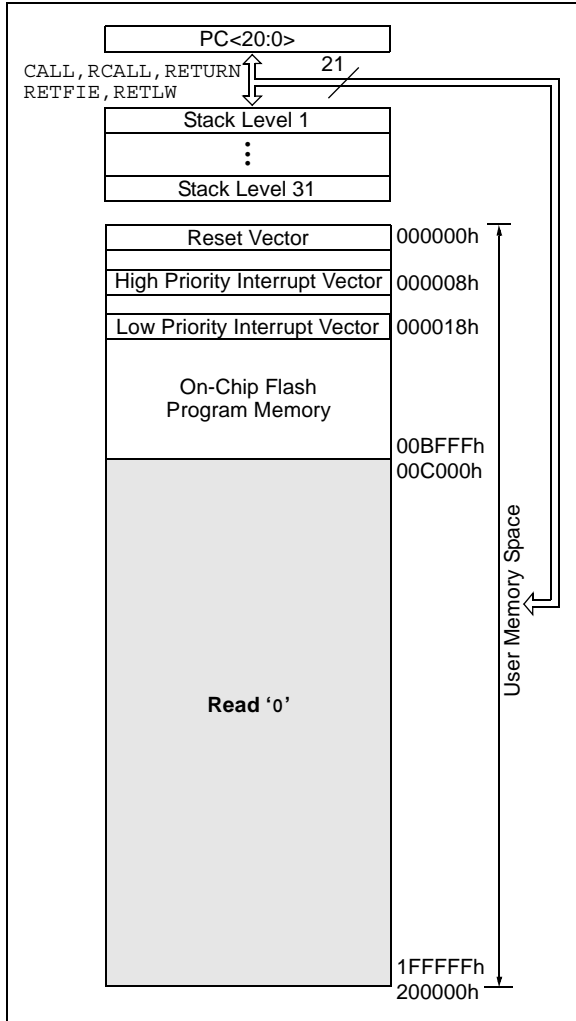 PC<20:0>
CALL,RCALL,RETURN
RETFIE,RETLW
21
Stack Level 1
⋮
Stack Level 31
Reset Vector
000000h
High Priority Interrupt Vector
000008h
Low Priority Interrupt Vector
000018h
On-Chip Flash
Program Memory
00BFFFh
00C000h
User Memory Space
Read ‘0’
1FFFFFh
200000h